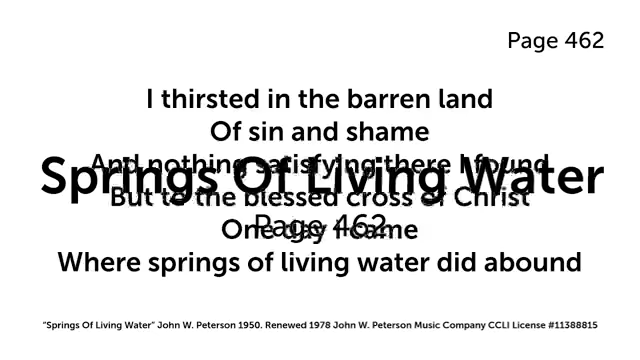 Page 462
I thirsted in the barren land
Of sin and shame
And nothing satisfying there I found
Springs Of Living Water
But to the blessed cross of Christ
Page 462
One day I came
Where springs of living water did abound
"Springs Of Living Water" John W. Peterson 1950. Renewed 1978 John W. Peterson Music Company CCLI License #11388815